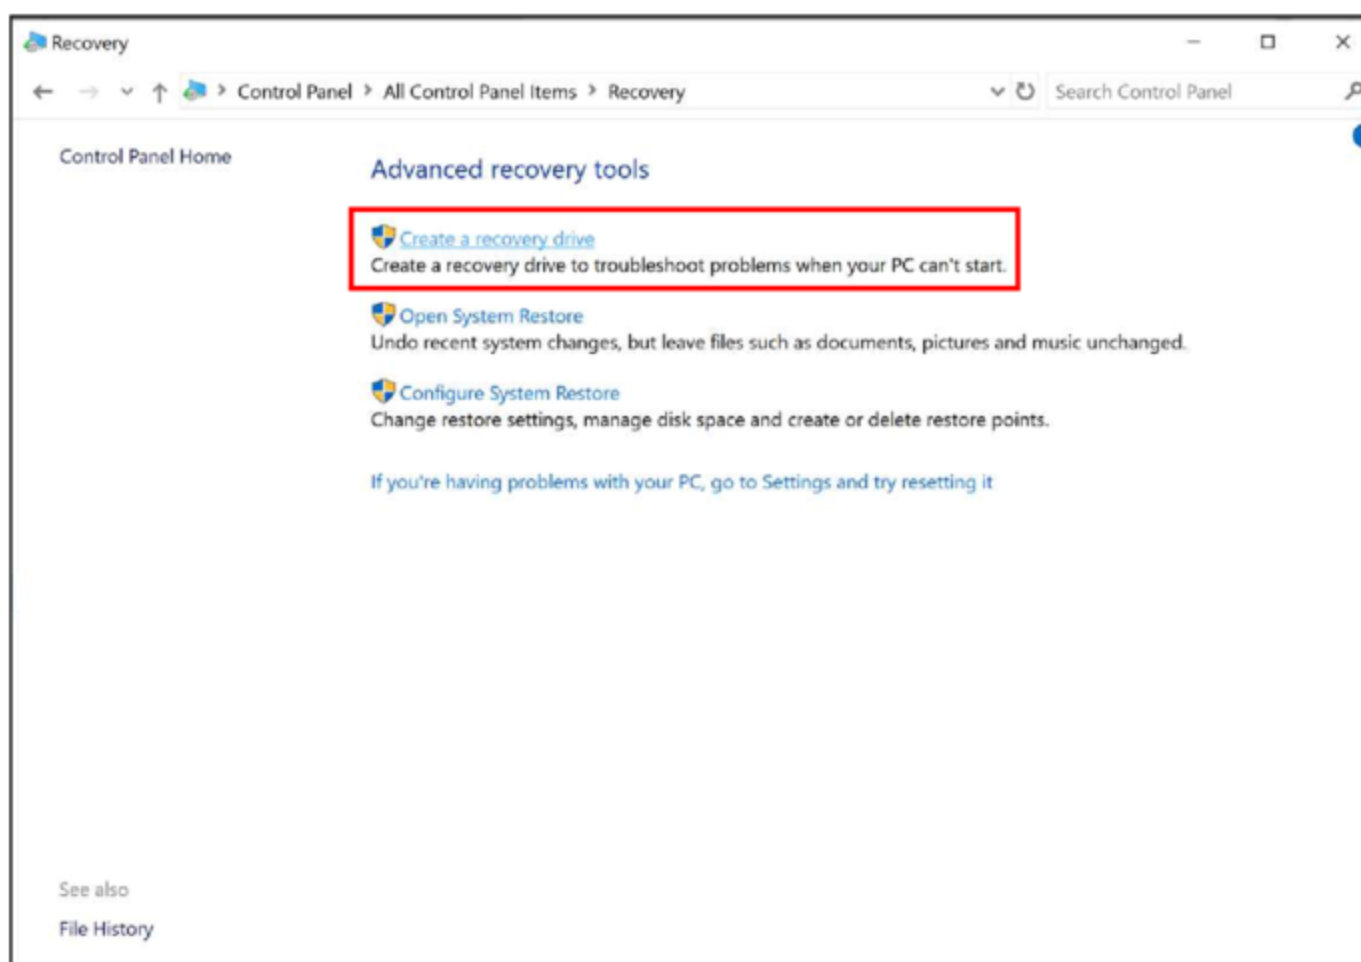 Recovery
Control Panel > All Control Panel Items > Recovery
Search Control Panel
Control Panel Home
Advanced recovery tools
Create a recovery drive
Create a recovery drive to troubleshoot problems when your PC can't start.
Open System Restore
Undo recent system changes, but leave files such as documents, pictures and music unchanged.
Configure System Restore
Change restore settings, manage disk space and create or delete restore points.
If you're having problems with your PC, go to Settings and try resetting it
See also
File History